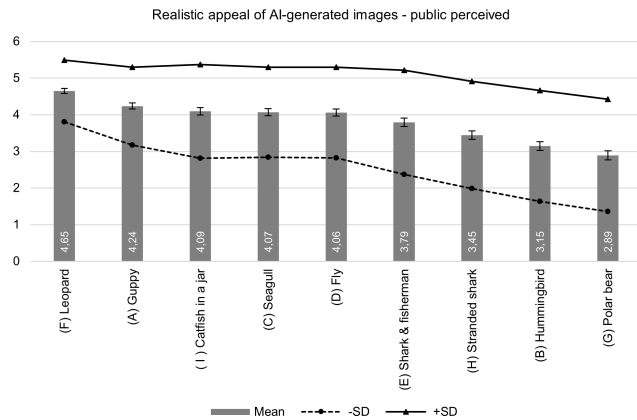 Realistic appeal of AI-generated images - public perceived
6
5
4
3
2
1
0
4,65
4,24
4,09
4,07
4,06
3,79
3,45
3,15
2,89
(F) Leopard
(A) Guppy
( I ) Catfish in a jar
(C) Seagull
(D) Fly
(E) Shark & fisherman
(H) Stranded shark
(B) Hummingbird
(G) Polar bear
Mean -SD +SD